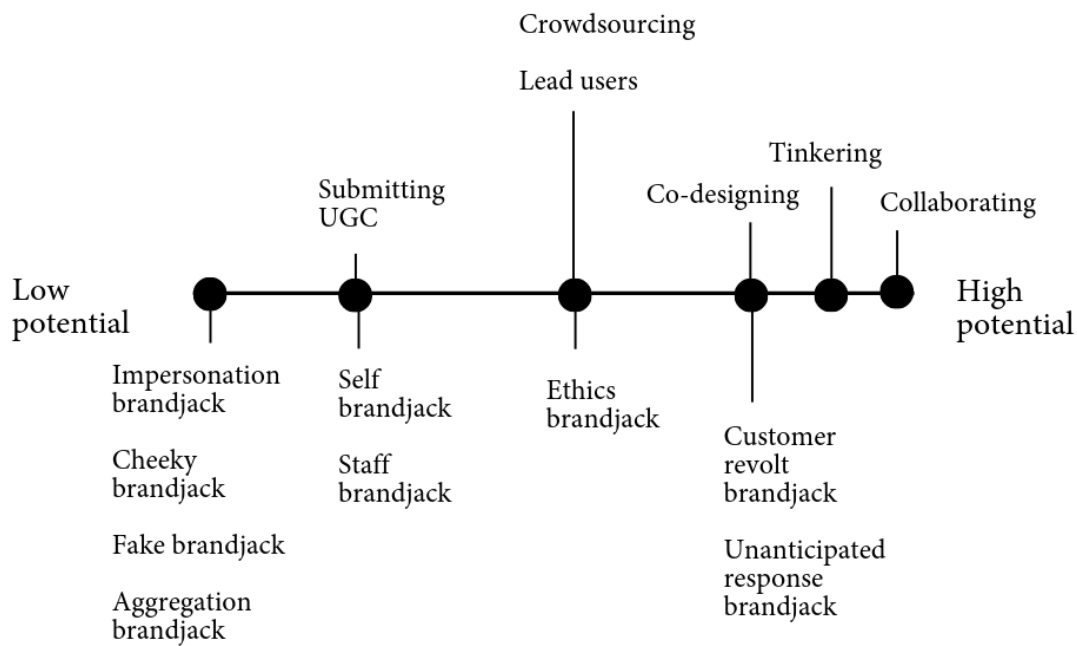 Crowdsourcing
Lead users
Tinkering
Submitting
UGC
Co-designing
Collaborating
Low
potential
High
potential
Impersonation
brandjack
Cheeky
brandjack
Fake brandjack
Aggregation
brandjack
Self
brandjack
Staff
brandjack
Ethics
brandjack
Customer
revolt
brandjack
Unanticipated
response
brandjack